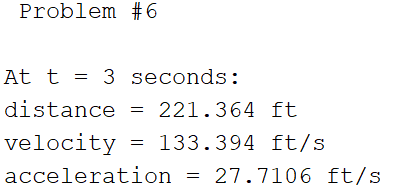 Problem #6
At t = 3 seconds:
distance = 221.364 ft
velocity = 133.394 ft/s
acceleration = 27.7106 ft/s